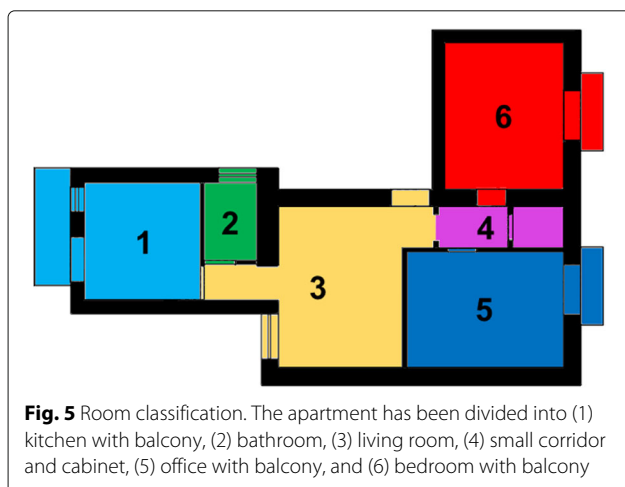 6
2
4
1
3
5
Fig. 5 Room classification. The apartment has been divided into (1)
kitchen with balcony, (2) bathroom, (3) living room, (4) small corridor
and cabinet, (5) office with balcony, and (6) bedroom with balcony